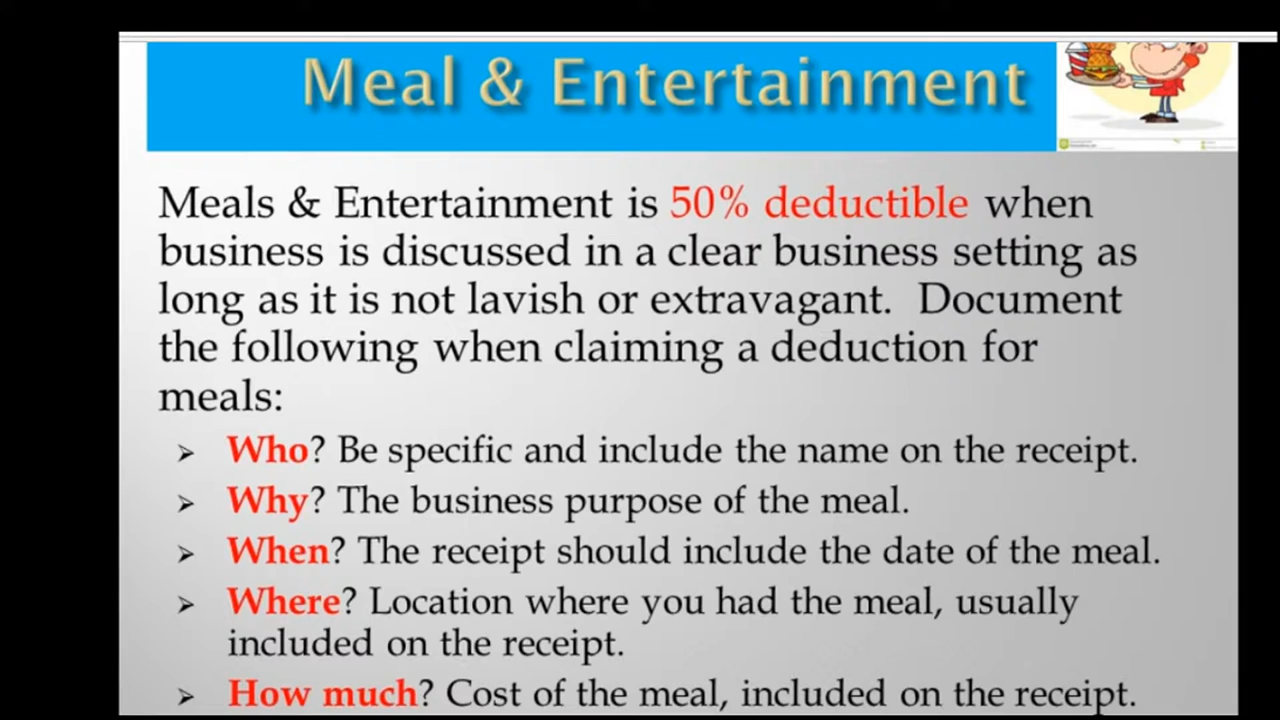 Meal & Entertainment
Meals & Entertainment is 50% deductible when
business is discussed in a clear business setting as
long as it is not lavish or extravagant. Document
the following when claiming a deduction for
meals:
➢ Who? Be specific and include the name on the receipt.
➢ Why? The business purpose of the meal.
➢ When? The receipt should include the date of the meal.
➢ Where? Location where you had the meal, usually
included on the receipt.
➢ How much? Cost of the meal, included on the receipt.